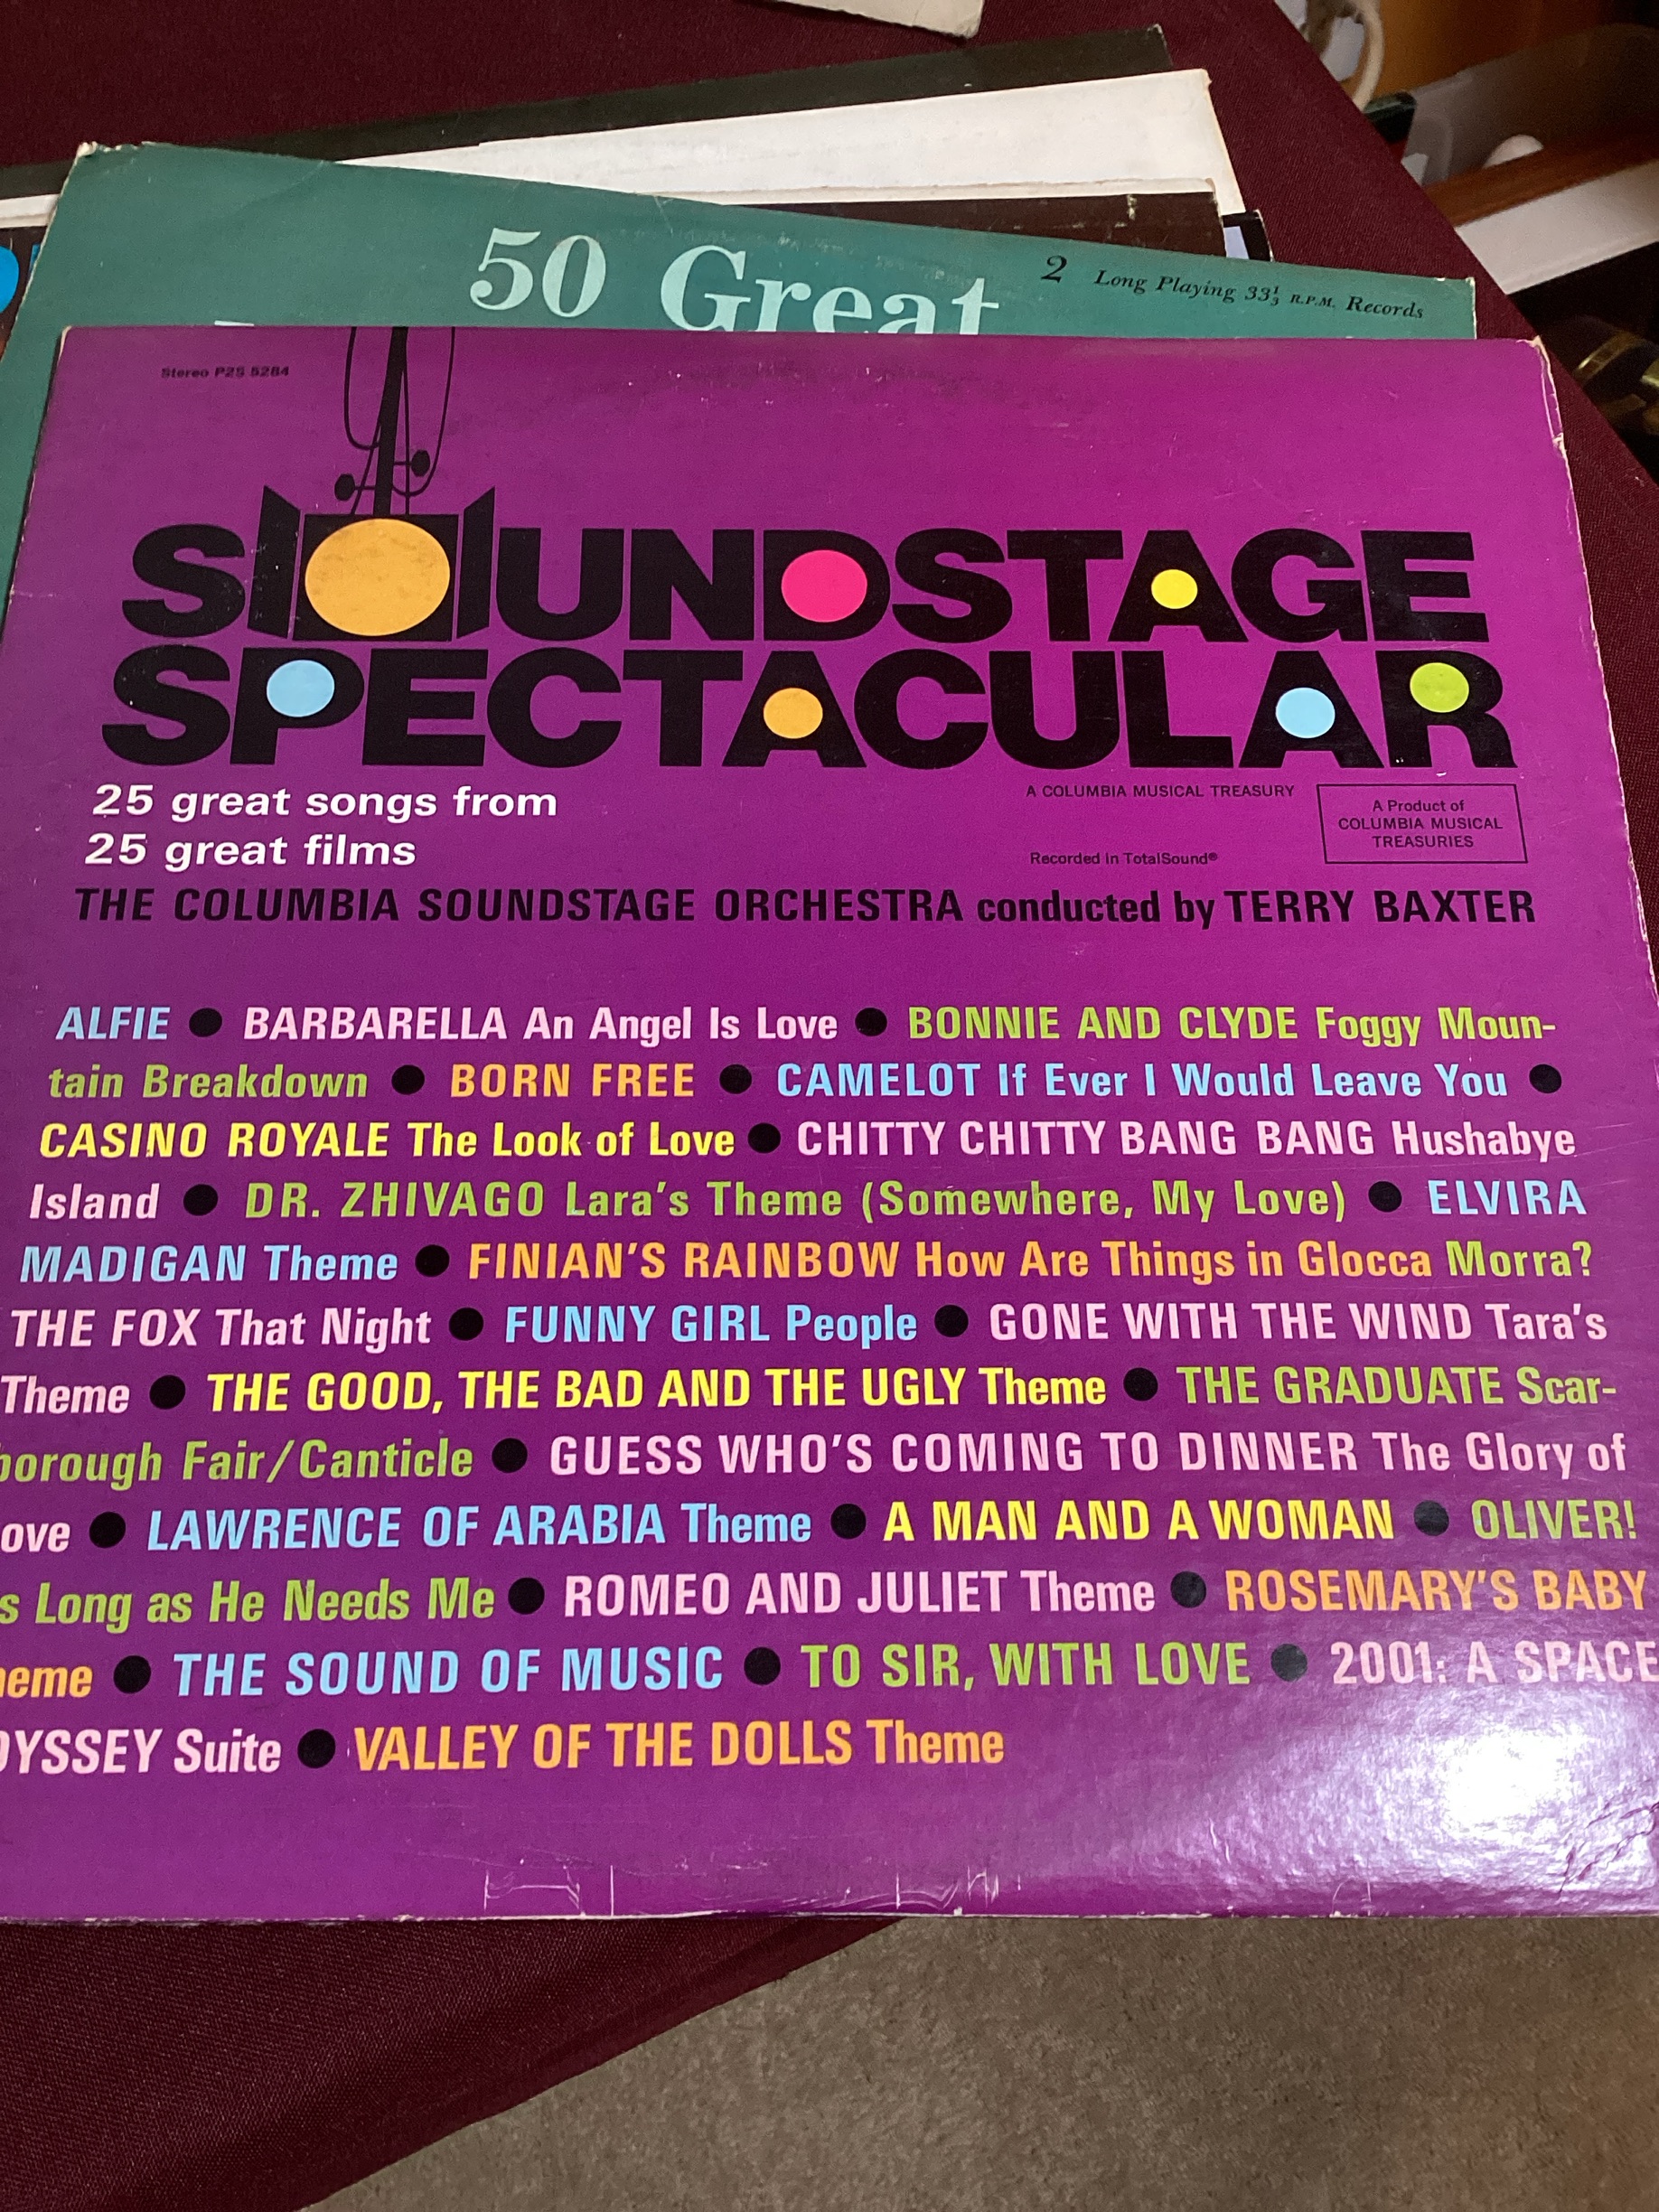 50 Great
2 Long Playing 33⅓ R.P.M. Records
Stereo P2S 5284
SOUNDSTAGE
SPECTACULAR
25 great songs from
25 great films
A COLUMBIA MUSICAL TREASURY
Recorded in TotalSound®
A Product of
COLUMBIA MUSICAL
TREASURIES
THE COLUMBIA SOUNDSTAGE ORCHESTRA conducted by TERRY BAXTER
ALFIE ● BARBARELLA An Angel Is Love ● BONNIE AND CLYDE Foggy Moun-
tain Breakdown ● BORN FREE ● CAMELOT If Ever I Would Leave You ●
CASINO ROYALE The Look of Love ● CHITTY CHITTY BANG BANG Hushabye
Island ● DR. ZHIVAGO Lara's Theme (Somewhere, My Love) ● ELVIRA
MADIGAN Theme ● FINIAN'S RAINBOW How Are Things in Glocca Morra?
THE FOX That Night ● FUNNY GIRL People ● GONE WITH THE WIND Tara's
Theme ● THE GOOD, THE BAD AND THE UGLY Theme ● THE GRADUATE Scar-
borough Fair/Canticle ● GUESS WHO'S COMING TO DINNER The Glory of
ove ● LAWRENCE OF ARABIA Theme ● A MAN AND A WOMAN ● OLIVER!
s Long as He Needs Me ● ROMEO AND JULIET Theme ● ROSEMARY'S BABY
heme ● THE SOUND OF MUSIC ● TO SIR, WITH LOVE ● 2001: A SPACE
DYSSEY Suite ● VALLEY OF THE DOLLS Theme